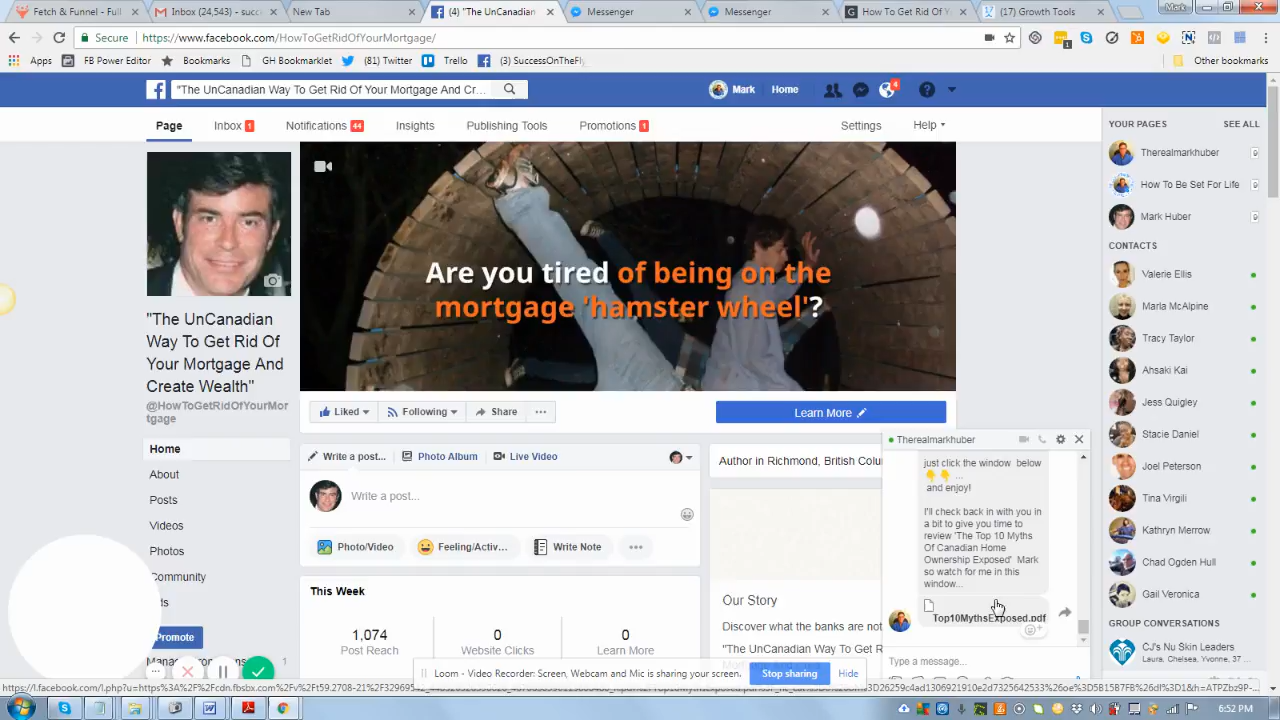 Fetch & Funnel - Full
Inbox (24,543) - succ
New Tab
(4) "The UnCanadian
Messenger
Messenger
How To Get Rid Of Y
(17) Growth Tools
Mark
Secure
https://www.facebook.com/HowToGetRidOfYourMortgage/
Apps
FB Power Editor
Bookmarks
GH Bookmarklet
(81) Twitter
Trello
(3) SuccessOnTheFly
Other bookmarks
"The UnCanadian Way To Get Rid Of Your Mortgage And Cr...
Mark
Home
4
Page
Inbox 1
Notifications 44
Insights
Publishing Tools
Promotions 1
Settings
Help
Are you tired of being on the
mortgage 'hamster wheel'?
"The UnCanadian
Way To Get Rid Of
Your Mortgage And
Create Wealth"
@HowToGetRidOfYourMor
tgage
Liked
Following
Share
Learn More
Home
About
Posts
Videos
Photos
Community
Promote
Write a post...
Photo Album
Live Video
Write a post...
Photo/Video
Feeling/Activ...
Write Note
This Week
1,074
Post Reach
0
Website Clicks
0
Learn More
Author in Richmond, British Colu
Our Story
Discover what the banks are not
"The UnCanadian Way To Get Rid
Therealmarkhuber
just click the window below
and enjoy!
I'll check back in with you in
a bit to give you time to
review 'The Top 10 Myths
Of Canadian Home
Ownership Exposed' Mark
so watch for me in this
window...
Top10MythsExposed.pdf
Type a message...
YOUR PAGES
SEE ALL
Therealmarkhuber
9
How To Be Set For Life
9
Mark Huber
9
CONTACTS
Valerie Ellis
Marla McAlpine
Tracy Taylor
Ahsaki Kai
Jess Quigley
Stacie Daniel
Joel Peterson
Tina Virgili
Kathryn Merrow
Chad Ogden Hull
Gail Veronica
GROUP CONVERSATIONS
CJ's Nu Skin Leaders
Laura, Chelsea, Yvonne, 37...
Loom - Video Recorder: Screen, Webcam and Mic is sharing your screen.
Stop sharing
Hide
6:52 PM